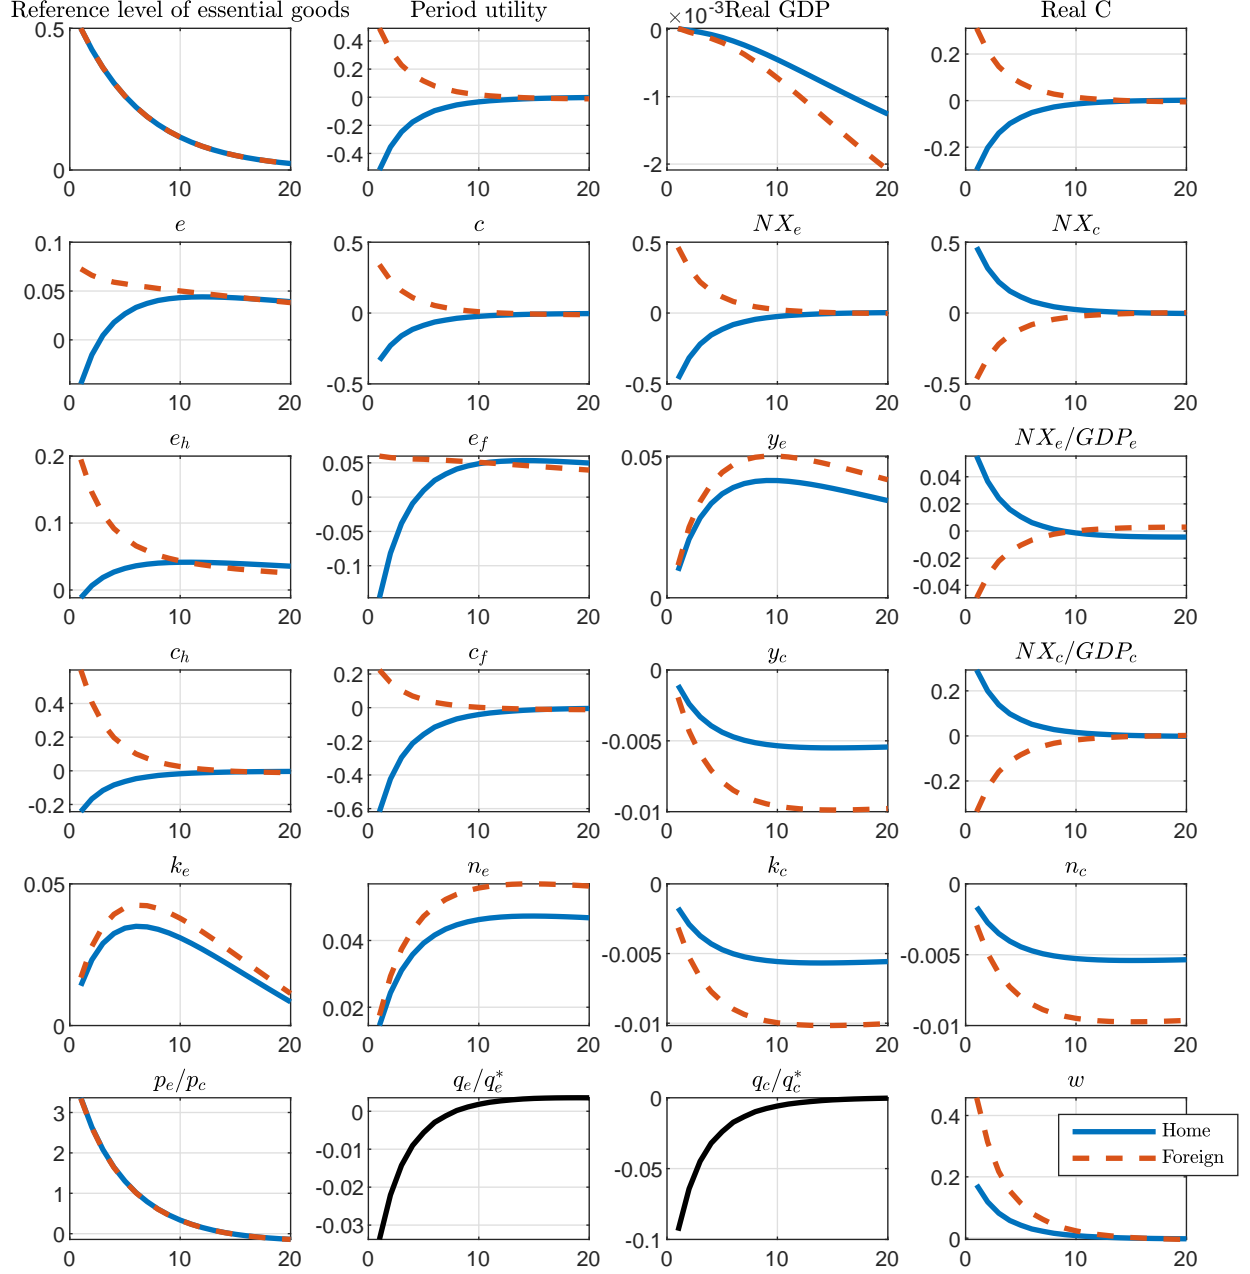 Reference level of essential goods
0.5
0
0 10 20
Period utility
0.4
0.2
0
-0.2
-0.4
0 10 20
×10-3 Real GDP
0
-1
-2
0 10 20
Real C
0.2
0
-0.2
0 10 20
e
0.1
0.05
0
0 10 20
c
0.5
0
-0.5
0 10 20
NXe
0.5
0
-0.5
0 10 20
NXc
0.5
0
-0.5
0 10 20
eh
0.2
0.1
0
0 10 20
ef
0.05
0
-0.05
-0.1
0 10 20
ye
0.05
0
0 10 20
NXe/GDPe
0.04
0.02
0
-0.02
-0.04
0 10 20
ch
0.4
0.2
0
-0.2
0 10 20
cf
0.2
0
-0.2
-0.4
-0.6
0 10 20
yc
0
-0.005
-0.01
0 10 20
NXc/GDPc
0.2
0
-0.2
0 10 20
ke
0.05
0
0 10 20
ne
0.04
0.02
0 10 20
kc
0
-0.005
-0.01
0 10 20
nc
0
-0.005
-0.01
0 10 20
pe/pc
3
2
1
0
0 10 20
qe/qe*
0
-0.01
-0.02
-0.03
0 10 20
qc/qc*
0
-0.05
-0.1
0 10 20
w
0.4
0.2
0
0 10 20
Home
Foreign